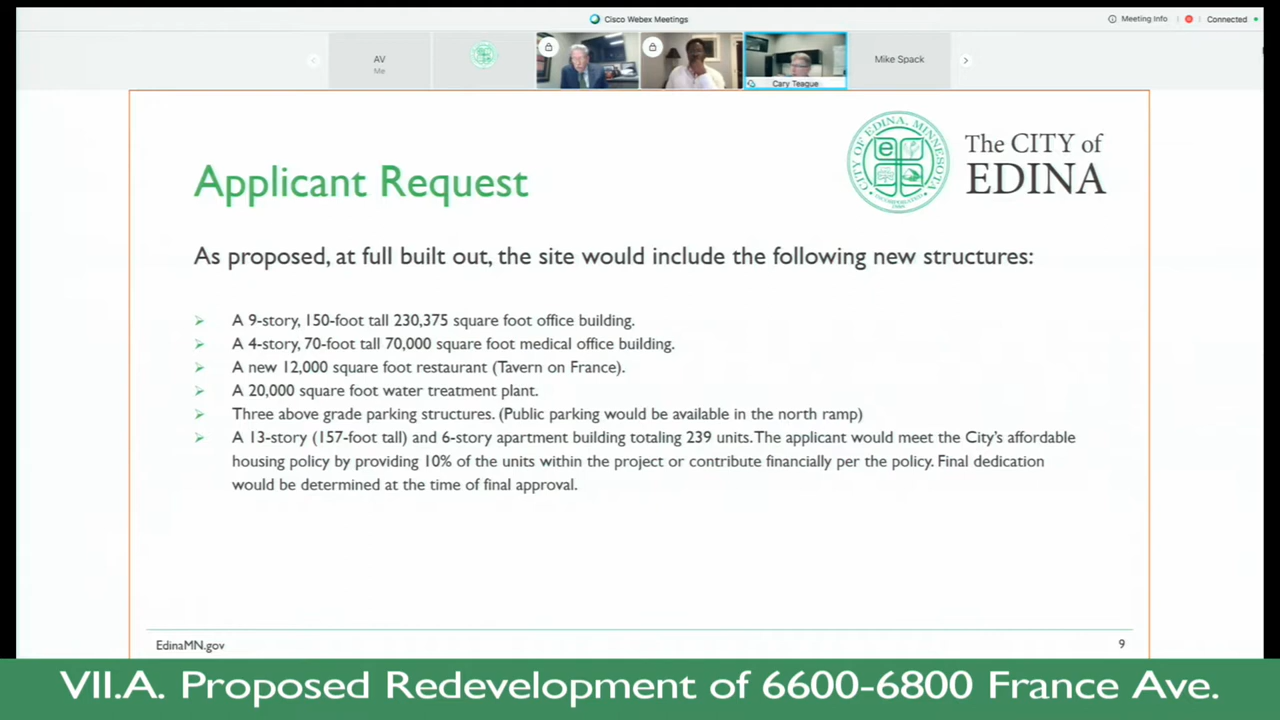 Cisco Webex Meetings
Meeting Info
Connected
AV
Me
Cary Teague
Mike Spack
CITY OF EDINA, MINNESOTA
INCORPORATED
1888
e
The CITY of
EDINA
Applicant Request
As proposed, at full built out, the site would include the following new structures:
A 9-story, 150-foot tall 230,375 square foot office building.
A 4-story, 70-foot tall 70,000 square foot medical office building.
A new 12,000 square foot restaurant (Tavern on France).
A 20,000 square foot water treatment plant.
Three above grade parking structures. (Public parking would be available in the north ramp)
A 13-story (157-foot tall) and 6-story apartment building totaling 239 units. The applicant would meet the City's affordable
housing policy by providing 10% of the units within the project or contribute financially per the policy. Final dedication
would be determined at the time of final approval.
EdinaMN.gov
9
VII.A. Proposed Redevelopment of 6600-6800 France Ave.